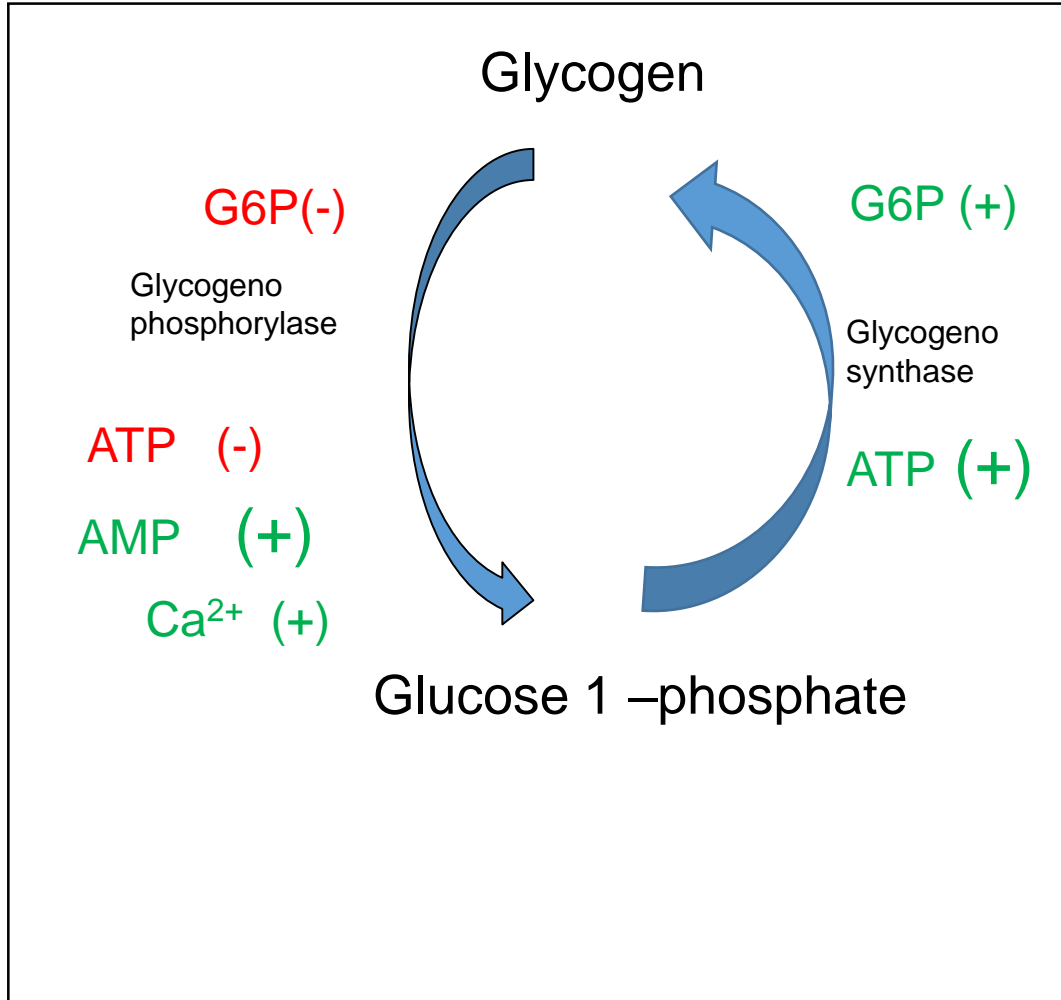 Glycogen
G6P(-)
Glycogeno
phosphorylase
ATP (-)
AMP (+)
Ca²⁺ (+)
G6P (+)
Glycogeno
synthase
ATP (+)
Glucose 1 –phosphate